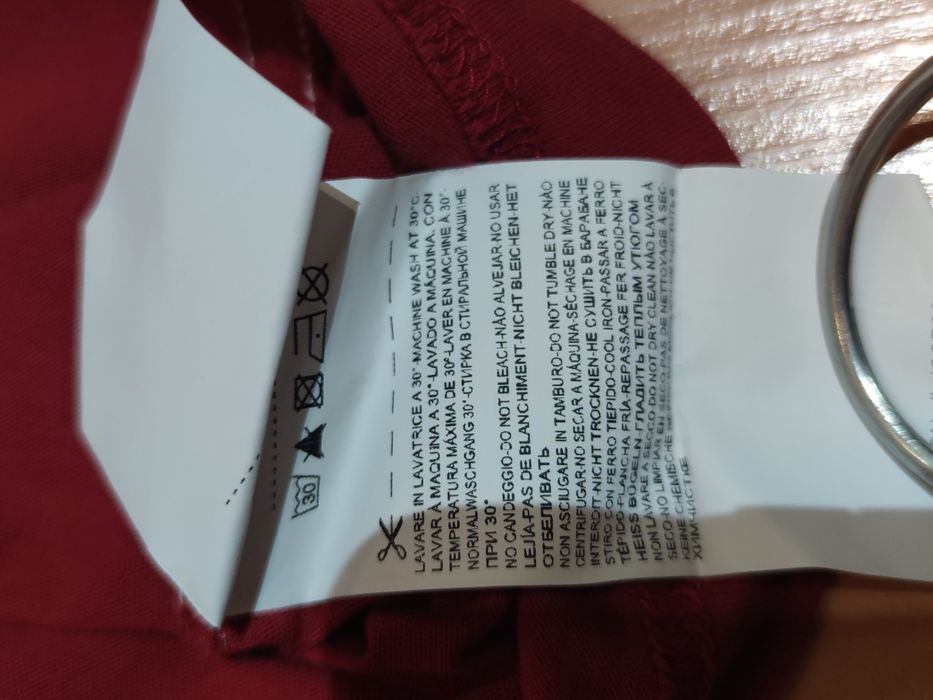 30
LAVARE IN LAVATRICE A 30°-MACHINE WASH AT 30°C.
LAVAR À MAQUINA A 30°-LAVADO A MÁQUINA. CON
TEMPERATURA MÁXIMA DE 30º-LAVER EN MACHINE À 30°
NORMALWASCHGANG 30°-СТИРКА В СТИРАЛЬНОЙ МАШИНЕ
ПРИ 30°
NO CANDEGGIO-DO NOT BLEACH-NÃO ALVEJAR-NO USAR
LEJÍA-PAS DE BLANCHIMENT-NICHT BLEICHEN-НЕТ
ОТБЕЛИВАТЬ
NON ASCIUGARE IN TAMBURO-DO NOT TUMBLE DRY-NÃO
CENTRIFUGAR-NO SECAR A MÁQUINA-SÉCHAGE EN MACHINE
INTERDIT-NICHT TROCKNEN-НЕ СУШИТЬ В БАРАБАНЕ
STIRO CON FERRO TIEPIDO-COOL IRON-PASSAR A FERRO
TÉPIDO-PLANCHA FRÍA-REPASSAGE FER FROID-NICHT
HEISS BÜGELN-ГЛАДИТЬ ТЕПЛЫМ УТЮГОМ
NON LAVARE A SECCO-DO NOT DRY CLEAN-NÃO LAVAR À
SECO-NO LIMPIAR EN SECO-PAS DE NETTOYAGE À SEC-
KEINE CHEMISCHE
ХИМЧИСТКЕ